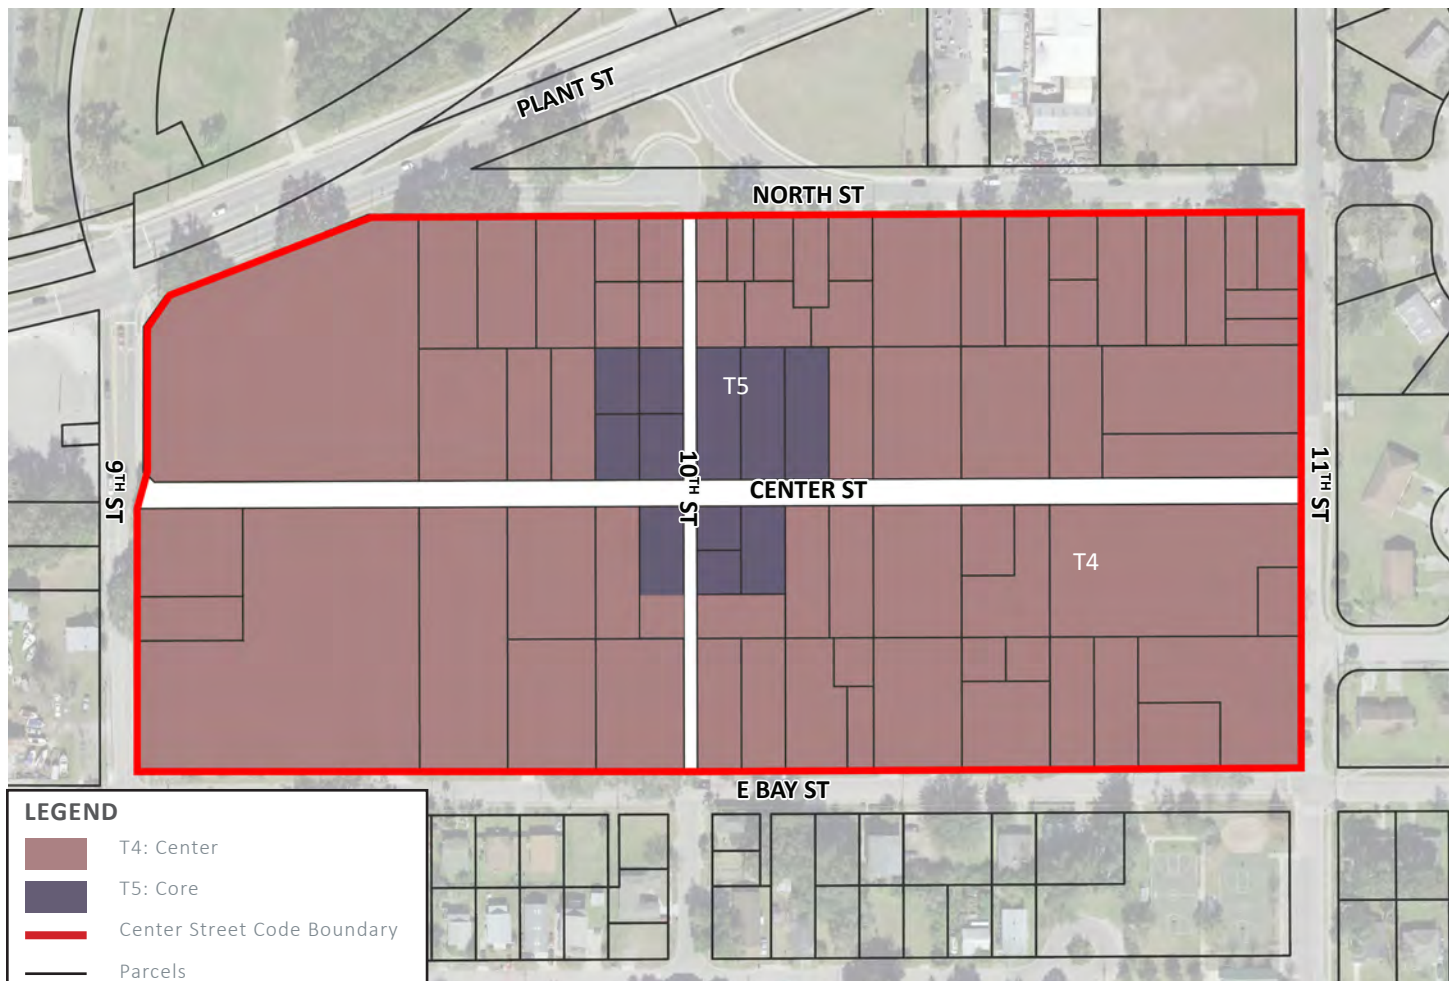 PLANT ST
NORTH ST
T5
9TH ST
10TH ST
CENTER ST
11TH ST
T4
E BAY ST
LEGEND
T4: Center
T5: Core
Center Street Code Boundary
Parcels